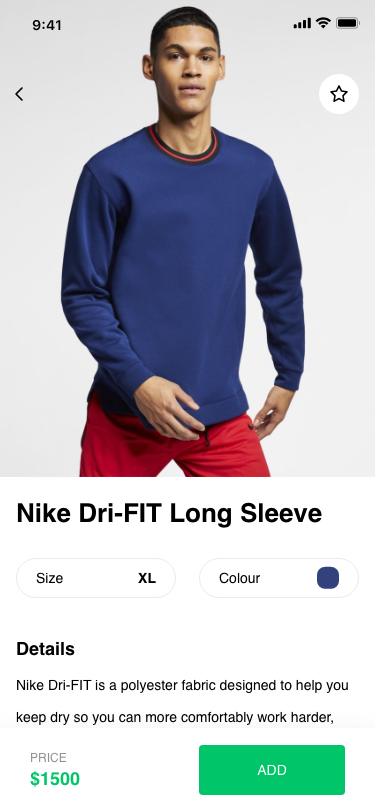 9:41
Nike Dri-FIT Long Sleeve
Size XL Colour
Details
Nike Dri-FIT is a polyester fabric designed to help you
keep dry so you can more comfortably work harder,
PRICE
$1500
ADD